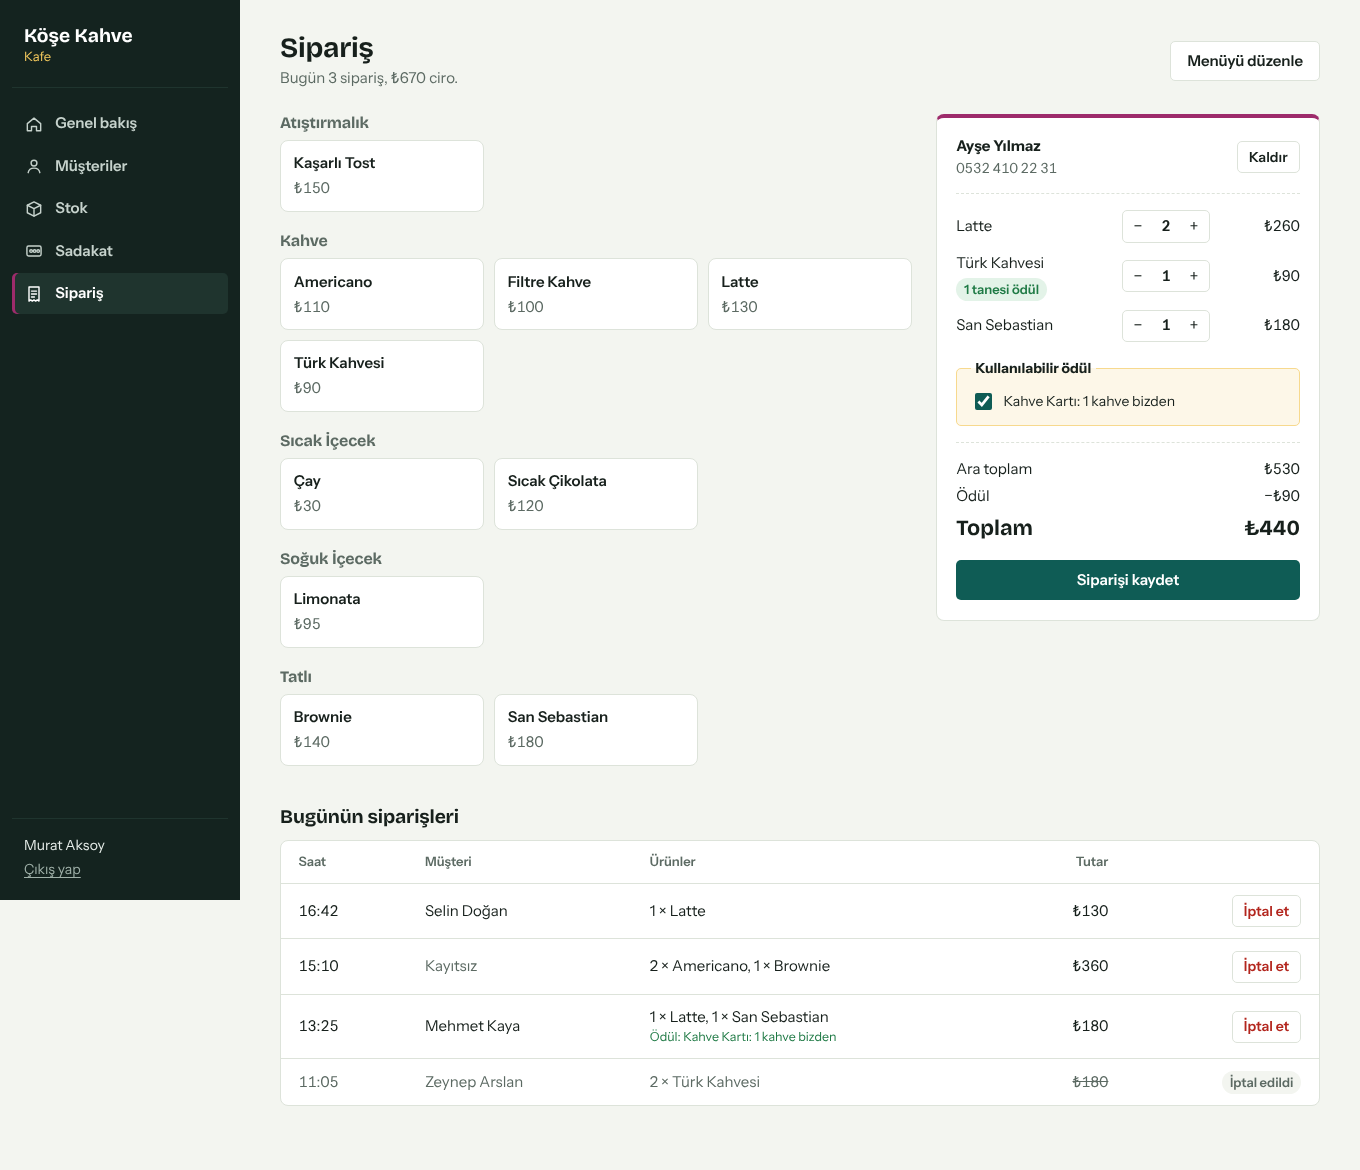 Köşe Kahve
Kafe
Genel bakış
Müşteriler
Stok
Sadakat
Sipariş
Murat Aksoy
Çıkış yap
Sipariş
Bugün 3 sipariş, ₺670 ciro.
Menüyü düzenle
Atıştırmalık
Kaşarlı Tost
₺150
Kahve
Americano
₺110
Filtre Kahve
₺100
Latte
₺130
Türk Kahvesi
₺90
Sıcak İçecek
Çay
₺30
Sıcak Çikolata
₺120
Soğuk İçecek
Limonata
₺95
Tatlı
Brownie
₺140
San Sebastian
₺180
Ayşe Yılmaz
0532 410 22 31
Kaldır
Latte − 2 + ₺260
Türk Kahvesi − 1 + ₺90
1 tanesi ödül
San Sebastian − 1 + ₺180
Kullanılabilir ödül
Kahve Kartı: 1 kahve bizden
Ara toplam ₺530
Ödül −₺90
Toplam ₺440
Siparişi kaydet
Bugünün siparişleri
Saat Müşteri Ürünler Tutar
16:42 Selin Doğan 1 × Latte ₺130 İptal et
15:10 Kayıtsız 2 × Americano, 1 × Brownie ₺360 İptal et
13:25 Mehmet Kaya 1 × Latte, 1 × San Sebastian ₺180 İptal et
Ödül: Kahve Kartı: 1 kahve bizden
11:05 Zeynep Arslan 2 × Türk Kahvesi ₺180 İptal edildi